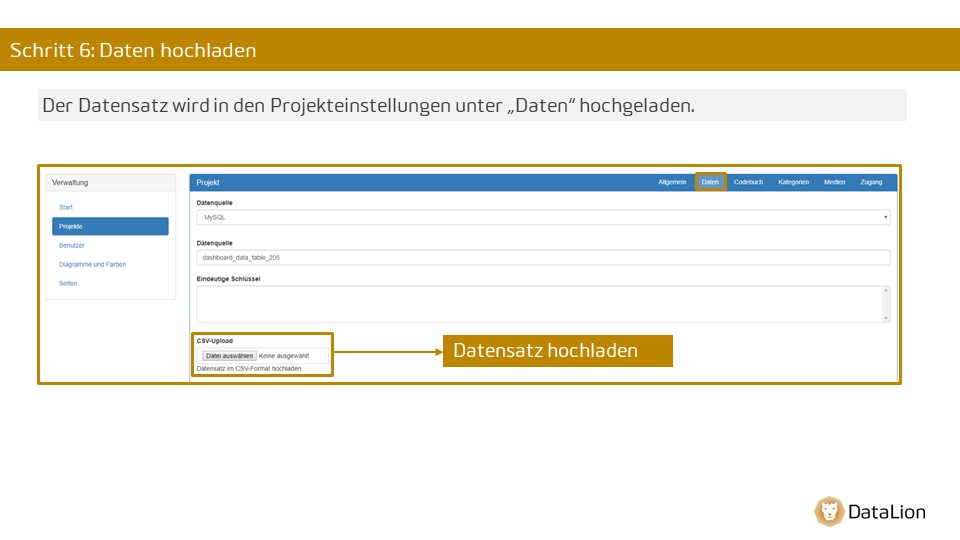 Schritt 6: Daten hochladen
Der Datensatz wird in den Projekteinstellungen unter „Daten“ hochgeladen.
Verwaltung
Start
Projekte
Benutzer
Diagramme und Farben
Seiten
Projekt
Allgemein Daten Codebuch Kategorien Medien Zugang
Datenquelle
MySQL
Datenquelle
dashboard_data_table_205
Eindeutige Schlüssel
CSV-Upload
Datei auswählen Keine ausgewählt
Datensatz im CSV-Format hochladen.
Datensatz hochladen
DataLion